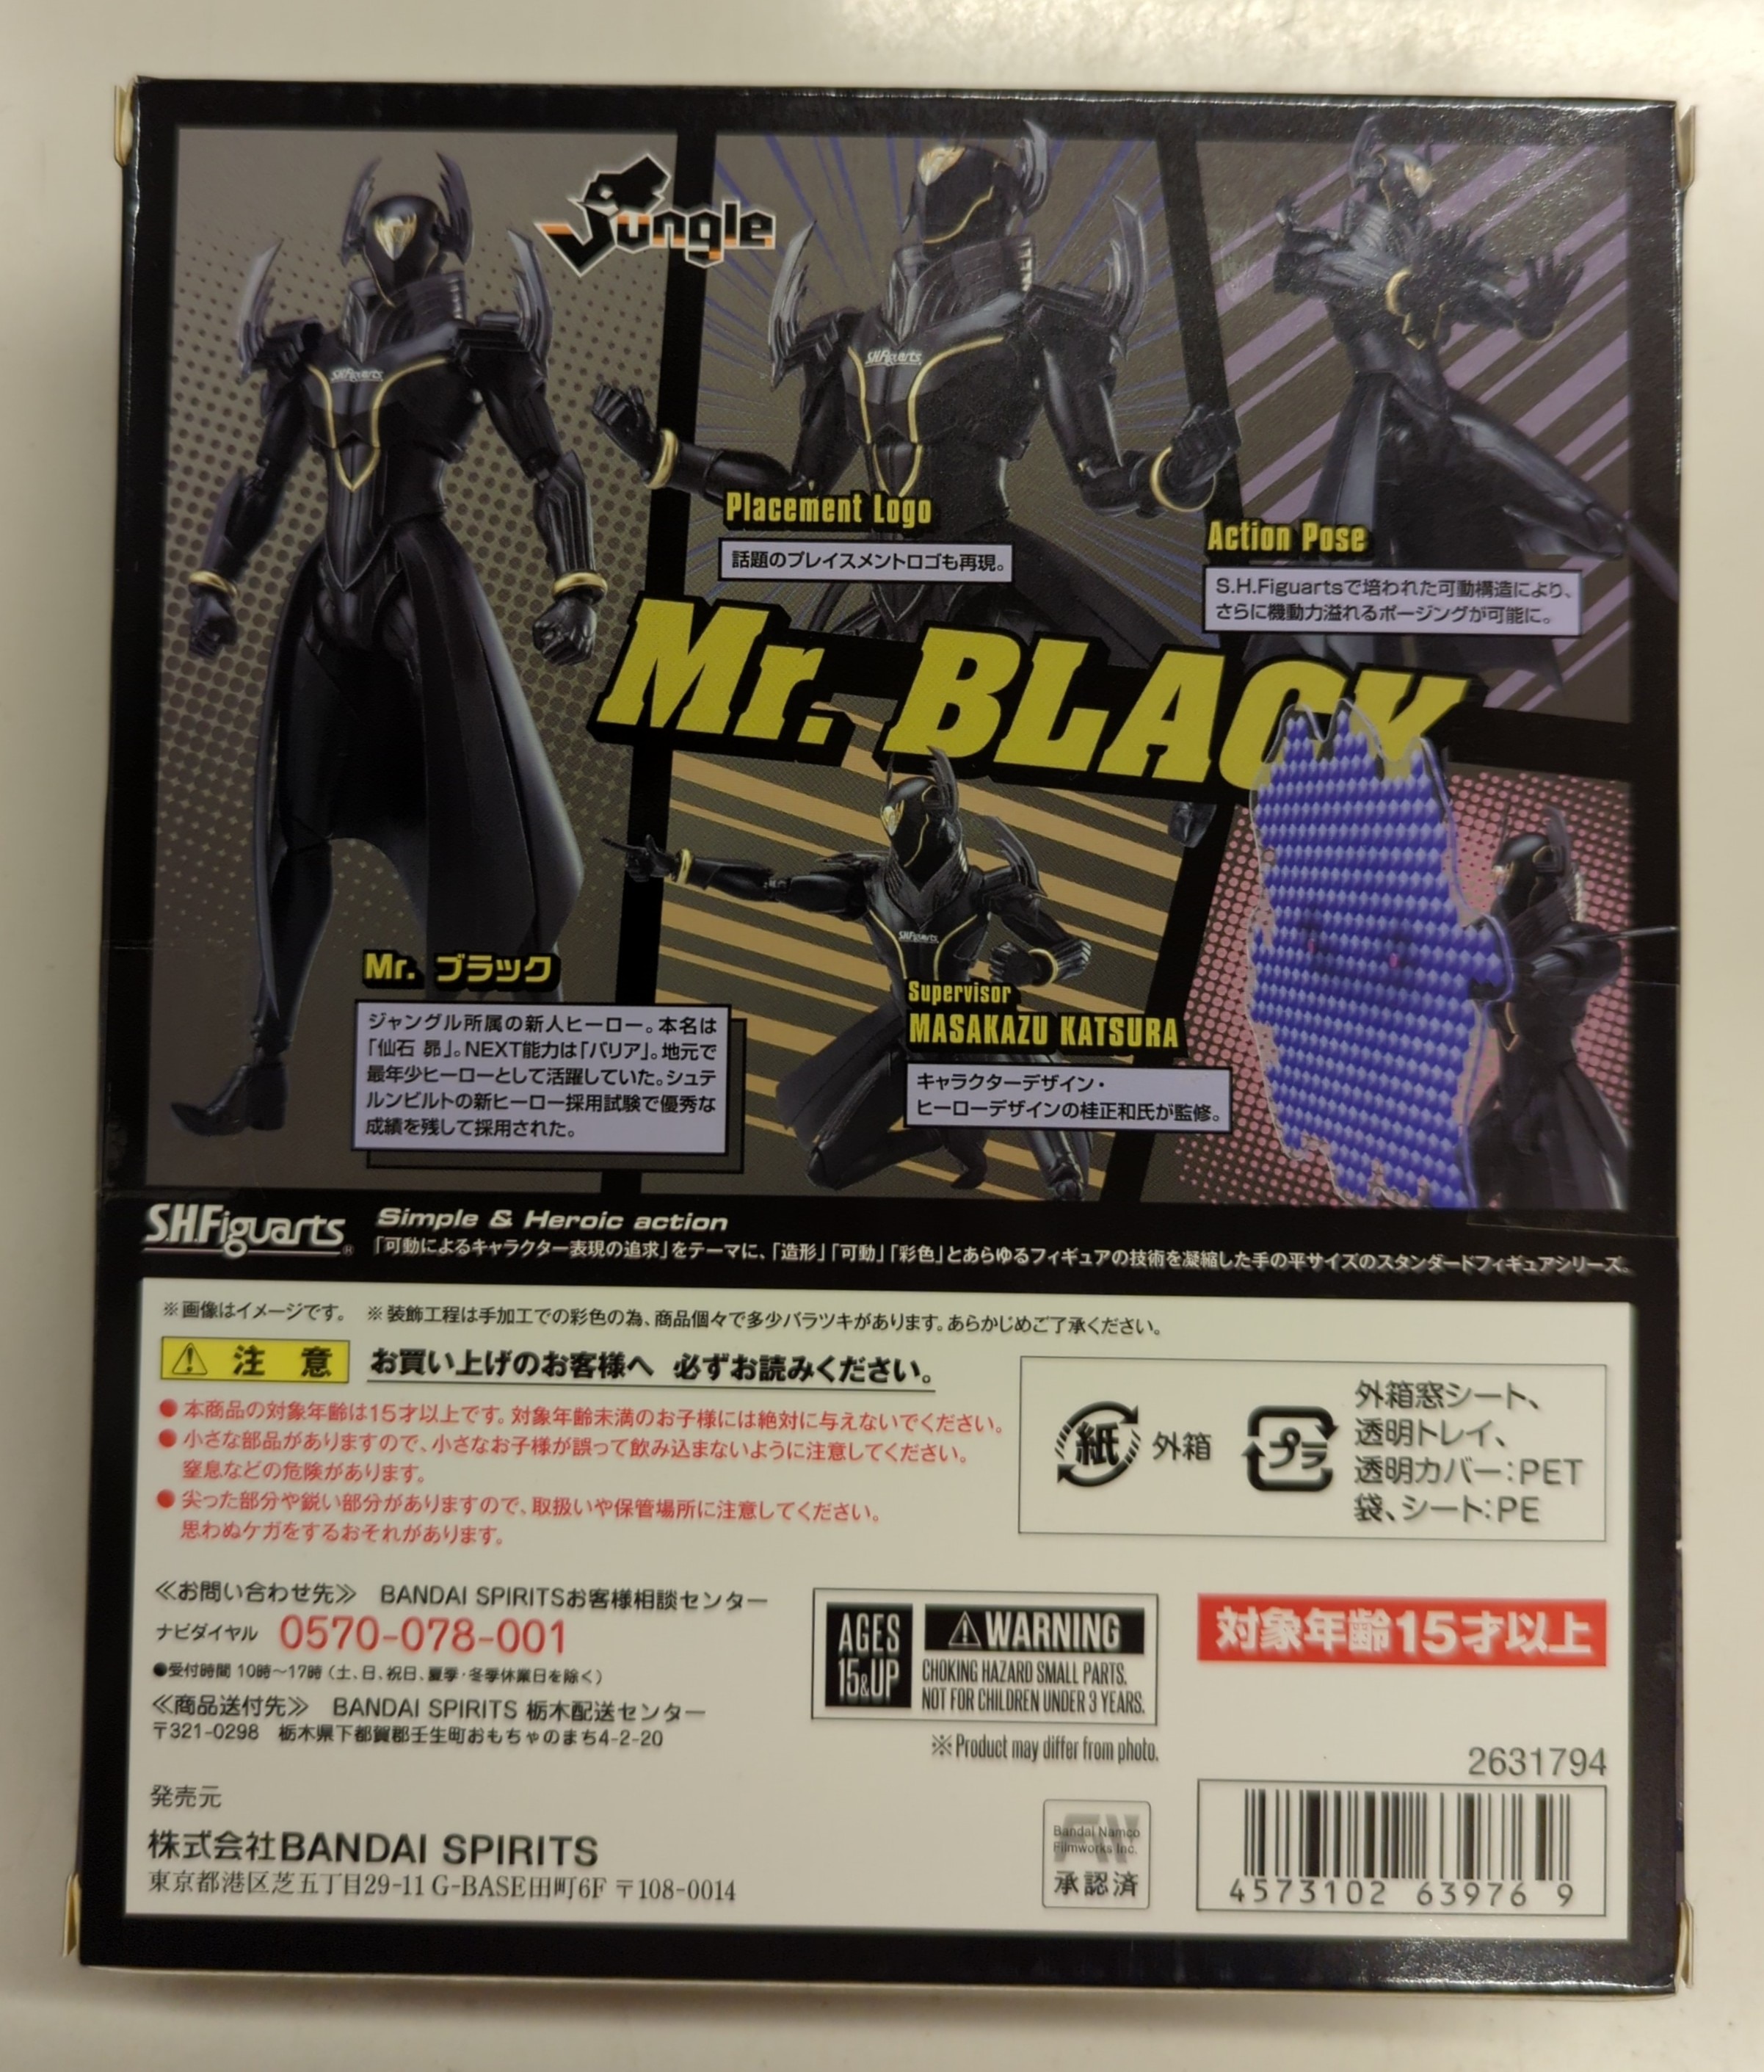 Jungle
S.H.Figuarts
S.H.Figuarts
Placement Logo
話題のプレイスメントロゴも再現。
Action Pose
S.H.Figuartsで培われた可動構造により、
さらに機動力溢れるポージングが可能に。
Mr. BLACK
S.H.Figuarts
Mr. ブラック
ジャングル所属の新人ヒーロー。本名は
「仙石 昴」。NEXT能力は「バリア」。地元で
最年少ヒーローとして活躍していた。シュテ
ルンビルトの新ヒーロー採用試験で優秀な
成績を残して採用された。
Supervisor
MASAKAZU KATSURA
キャラクターデザイン・
ヒーローデザインの桂正和氏が監修。
S.H.Figuarts®
Simple & Heroic action
「可動によるキャラクター表現の追求」をテーマに、「造形」「可動」「彩色」とあらゆるフィギュアの技術を凝縮した手の平サイズのスタンダードフィギュアシリーズ。
※画像はイメージです。 ※装飾工程は手加工での彩色の為、商品個々で多少バラツキがあります。あらかじめご了承ください。
⚠ 注 意 お買い上げのお客様へ 必ずお読みください。
●本商品の対象年齢は15才以上です。対象年齢未満のお子様には絶対に与えないでください。
●小さな部品がありますので、小さなお子様が誤って飲み込まないように注意してください。
窒息などの危険があります。
●尖った部分や鋭い部分がありますので、取扱いや保管場所に注意してください。
思わぬケガをするおそれがあります。
紙 外箱
プラ
外箱窓シート、
透明トレイ、
透明カバー:PET
袋、シート:PE
≪お問い合わせ先≫ BANDAI SPIRITSお客様相談センター
ナビダイヤル 0570-078-001
●受付時間 10時〜17時(土、日、祝日、夏季・冬季休業日を除く)
≪商品送付先≫ BANDAI SPIRITS 栃木配送センター
〒321-0298 栃木県下都賀郡壬生町おもちゃのまち4-2-20
AGES
15&UP
⚠WARNING
CHOKING HAZARD SMALL PARTS.
NOT FOR CHILDREN UNDER 3 YEARS.
※Product may differ from photo.
対象年齢15才以上
発売元
株式会社BANDAI SPIRITS
東京都港区芝五丁目29-11 G-BASE田町6F 〒108-0014
Bandai Namco
Filmworks Inc.
承認済
2631794
4573102 63976 9